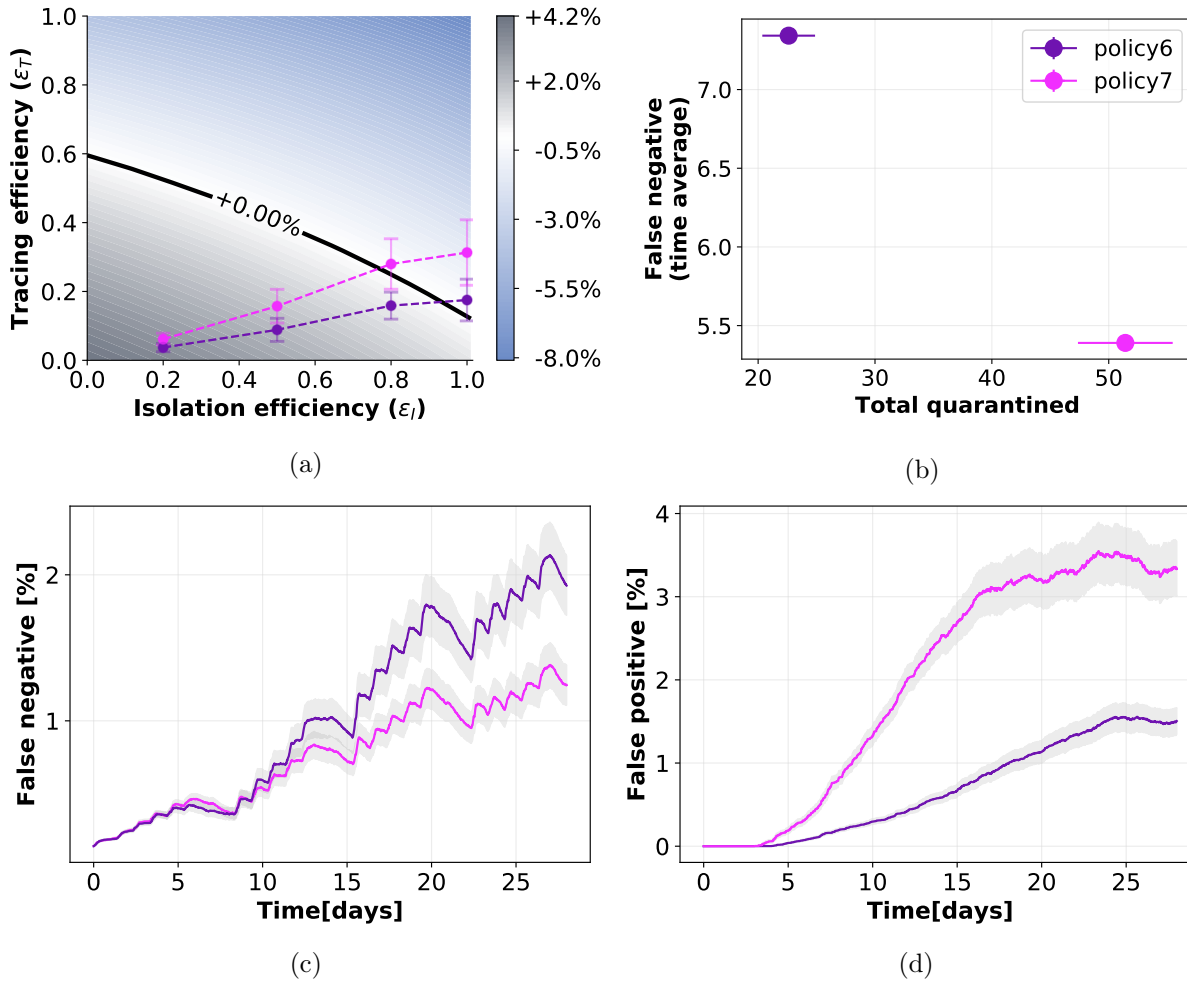 1.0
0.8
0.6
0.4
0.2
0.0
Tracing efficiency (ε_T)
+0.00%
0.0 0.2 0.4 0.6 0.8 1.0
Isolation efficiency (ε_I)
+4.2%
+2.0%
-0.5%
-3.0%
-5.5%
-8.0%
(a)
policy6
policy7
7.0
6.5
6.0
5.5
False negative
(time average)
20 30 40 50
Total quarantined
(b)
2
1
False negative [%]
0 5 10 15 20 25
Time[days]
(c)
4
3
2
1
0
False positive [%]
0 5 10 15 20 25
Time[days]
(d)